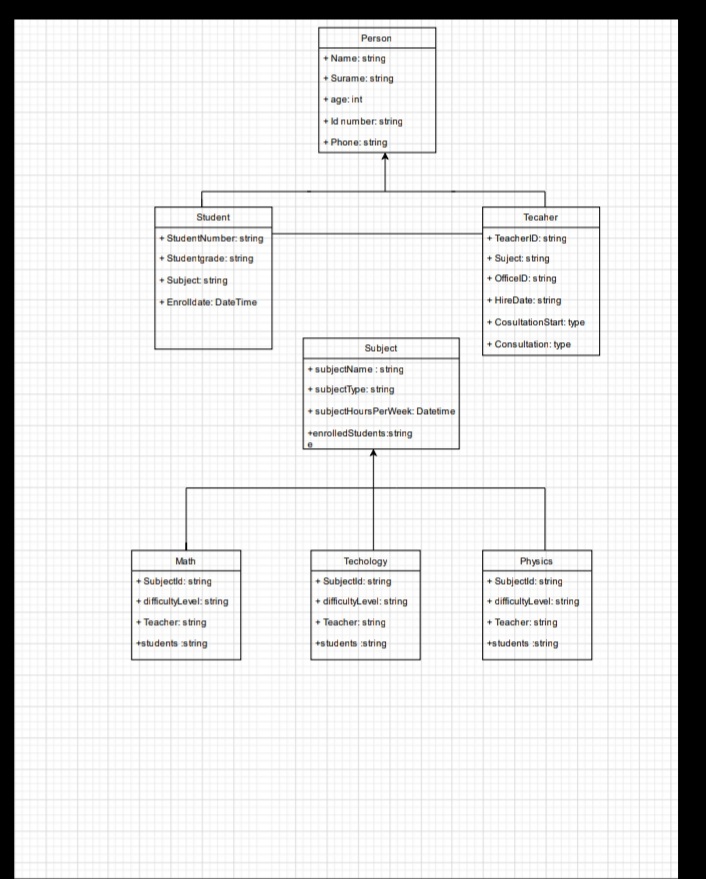 Person
+ Name: string
+ Surame: string
+ age: int
+ Id number: string
+ Phone: string
Student
+ StudentNumber: string
+ Studentgrade: string
+ Subject: string
+ Enrolldate: DateTime
Tecaher
+ TeacherID: string
+ Suject: string
+ OfficeID: string
+ HireDate: string
+ CosultationStart: type
+ Consultation: type
Subject
+ subjectName : string
+ subjectType: string
+ subjectHoursPerWeek: Datetime
+enrolledStudents:string
e
Math
+ SubjectId: string
+ difficultyLevel: string
+ Teacher: string
+students :string
Techology
+ SubjectId: string
+ difficultyLevel: string
+ Teacher: string
+students :string
Physics
+ SubjectId: string
+ difficultyLevel: string
+ Teacher: string
+students :string